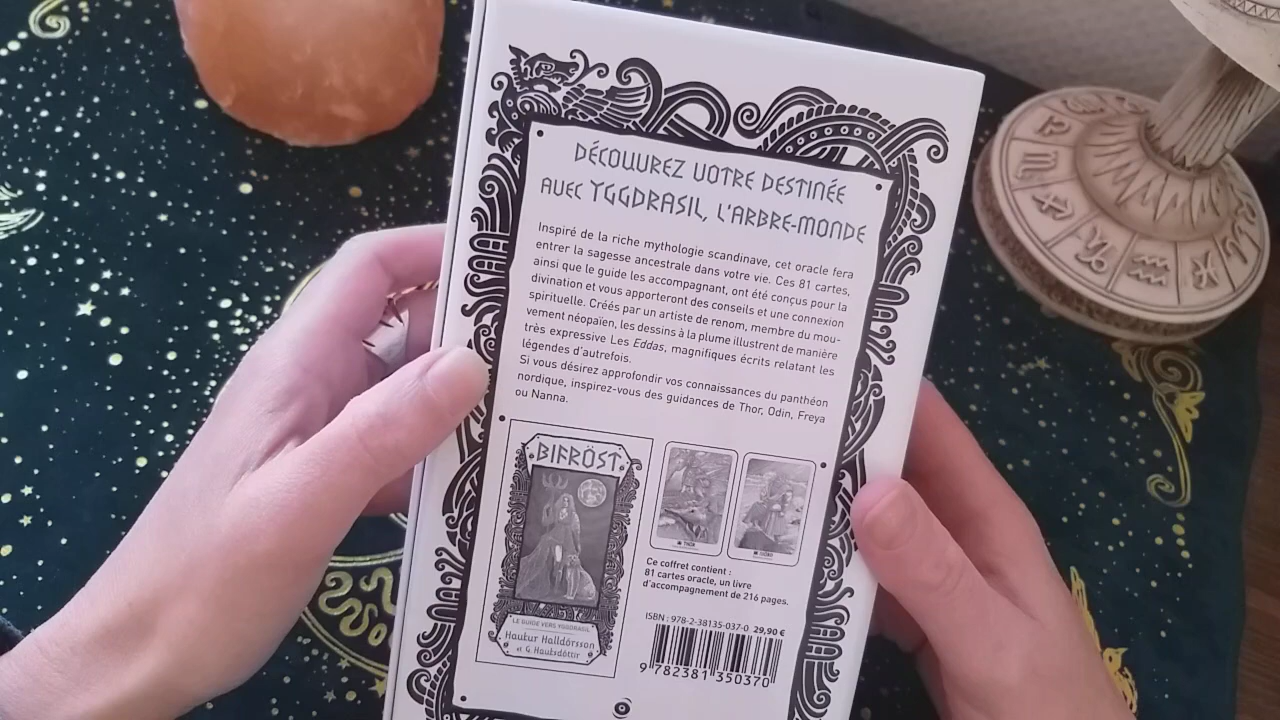 DÉCOUVREZ VOTRE DESTINÉE
AVEC YGGDRASIL, L'ARBRE-MONDE
Inspiré de la riche mythologie scandinave, cet oracle fera
entrer la sagesse ancestrale dans votre vie. Ces 81 cartes,
ainsi que le guide les accompagnant, ont été conçus pour la
divination et vous apporteront des conseils et une connexion
spirituelle. Créés par un artiste de renom, membre du mou-
vement néopaïen, les dessins à la plume illustrent de manière
très expressive Les Eddas, magnifiques écrits relatant les
légendes d'autrefois.
Si vous désirez approfondir vos connaissances du panthéon
nordique, inspirez-vous des guidances de Thor, Odin, Freya
ou Nanna.
BIFRÖST
LE GUIDE VERS YGGDRASIL
Haukur Halldórsson
et G. Hauksdóttir
THOR
Ce coffret contient :
81 cartes oracle, un livre
d'accompagnement de 216 pages.
ISBN : 978-2-38135-037-0 29,90 €
9 782381 350370